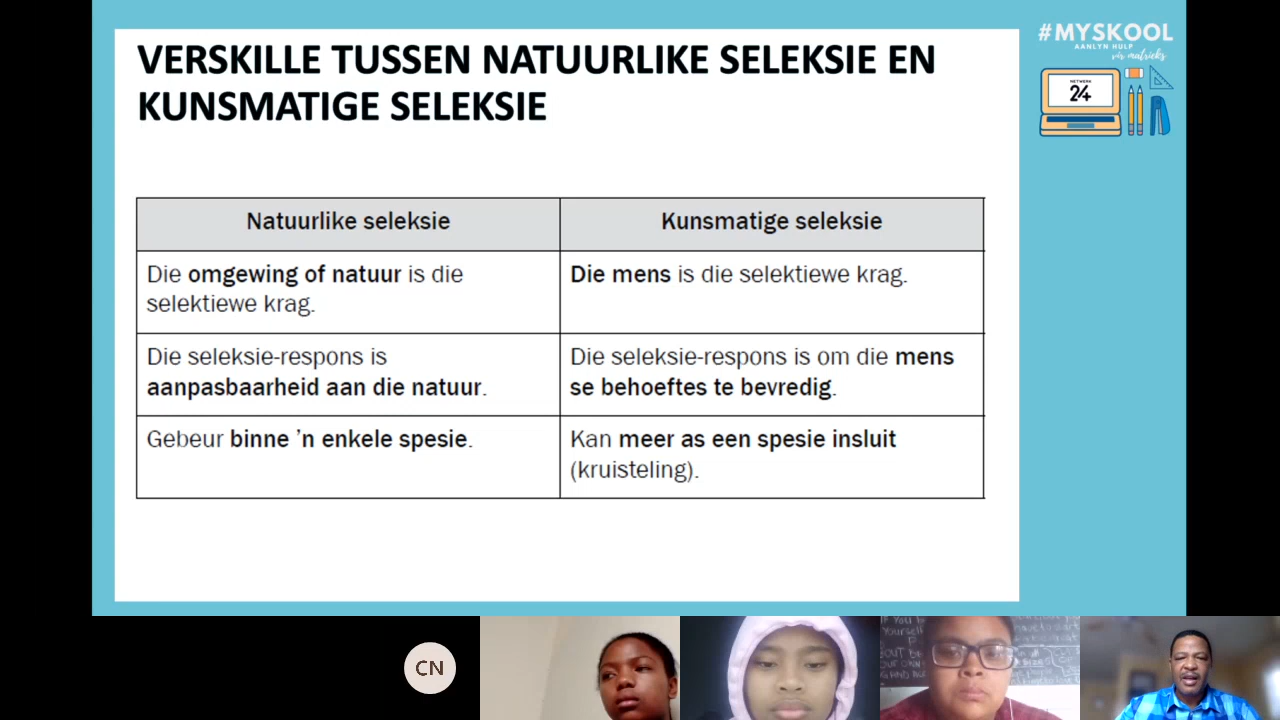 VERSKILLE TUSSEN NATUURLIKE SELEKSIE EN
KUNSMATIGE SELEKSIE
#MYSKOOL
AANLYN HULP
vir matrieks
NETWERK
24
Natuurlike seleksie
Kunsmatige seleksie
Die omgewing of natuur is die
selektiewe krag.
Die mens is die selektiewe krag.
Die seleksie-respons is
aanpasbaarheid aan die natuur.
Die seleksie-respons is om die mens
se behoeftes te bevredig.
Gebeur binne 'n enkele spesie.
Kan meer as een spesie insluit
(kruisteling).
CN